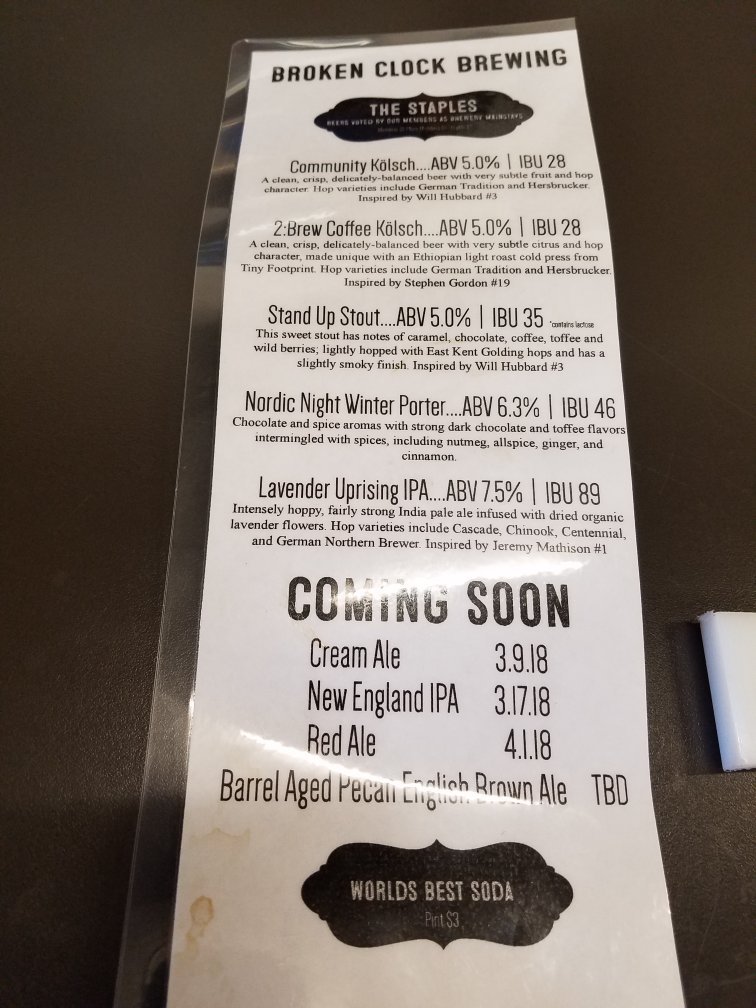 BROKEN CLOCK BREWING
THE STAPLES
BEERS VOTED BY OUR MEMBERS AS BREWERY MAINSTAYS
Community Kölsch....ABV 5.0% | IBU 28
A clean, crisp, delicately-balanced beer with very subtle fruit and hop
character. Hop varieties include German Tradition and Hersbrucker.
Inspired by Will Hubbard #3
2:Brew Coffee Kölsch....ABV 5.0% | IBU 28
A clean, crisp, delicately-balanced beer with very subtle citrus and hop
character, made unique with an Ethiopian light roast cold press from
Tiny Footprint. Hop varieties include German Tradition and Hersbrucker.
Inspired by Stephen Gordon #19
Stand Up Stout....ABV 5.0% | IBU 35 *contains lactose
This sweet stout has notes of caramel, chocolate, coffee, toffee and
wild berries; lightly hopped with East Kent Golding hops and has a
slightly smoky finish. Inspired by Will Hubbard #3
Nordic Night Winter Porter....ABV 6.3% | IBU 46
Chocolate and spice aromas with strong dark chocolate and toffee flavors
intermingled with spices, including nutmeg, allspice, ginger, and
cinnamon.
Lavender Uprising IPA....ABV 7.5% | IBU 89
Intensely hoppy, fairly strong India pale ale infused with dried organic
lavender flowers. Hop varieties include Cascade, Chinook, Centennial,
and German Northern Brewer. Inspired by Jeremy Mathison #1
COMING SOON
Cream Ale 3.9.18
New England IPA 3.17.18
Red Ale 4.1.18
Barrel Aged Pecan English Brown Ale TBD
WORLDS BEST SODA
Pint $3